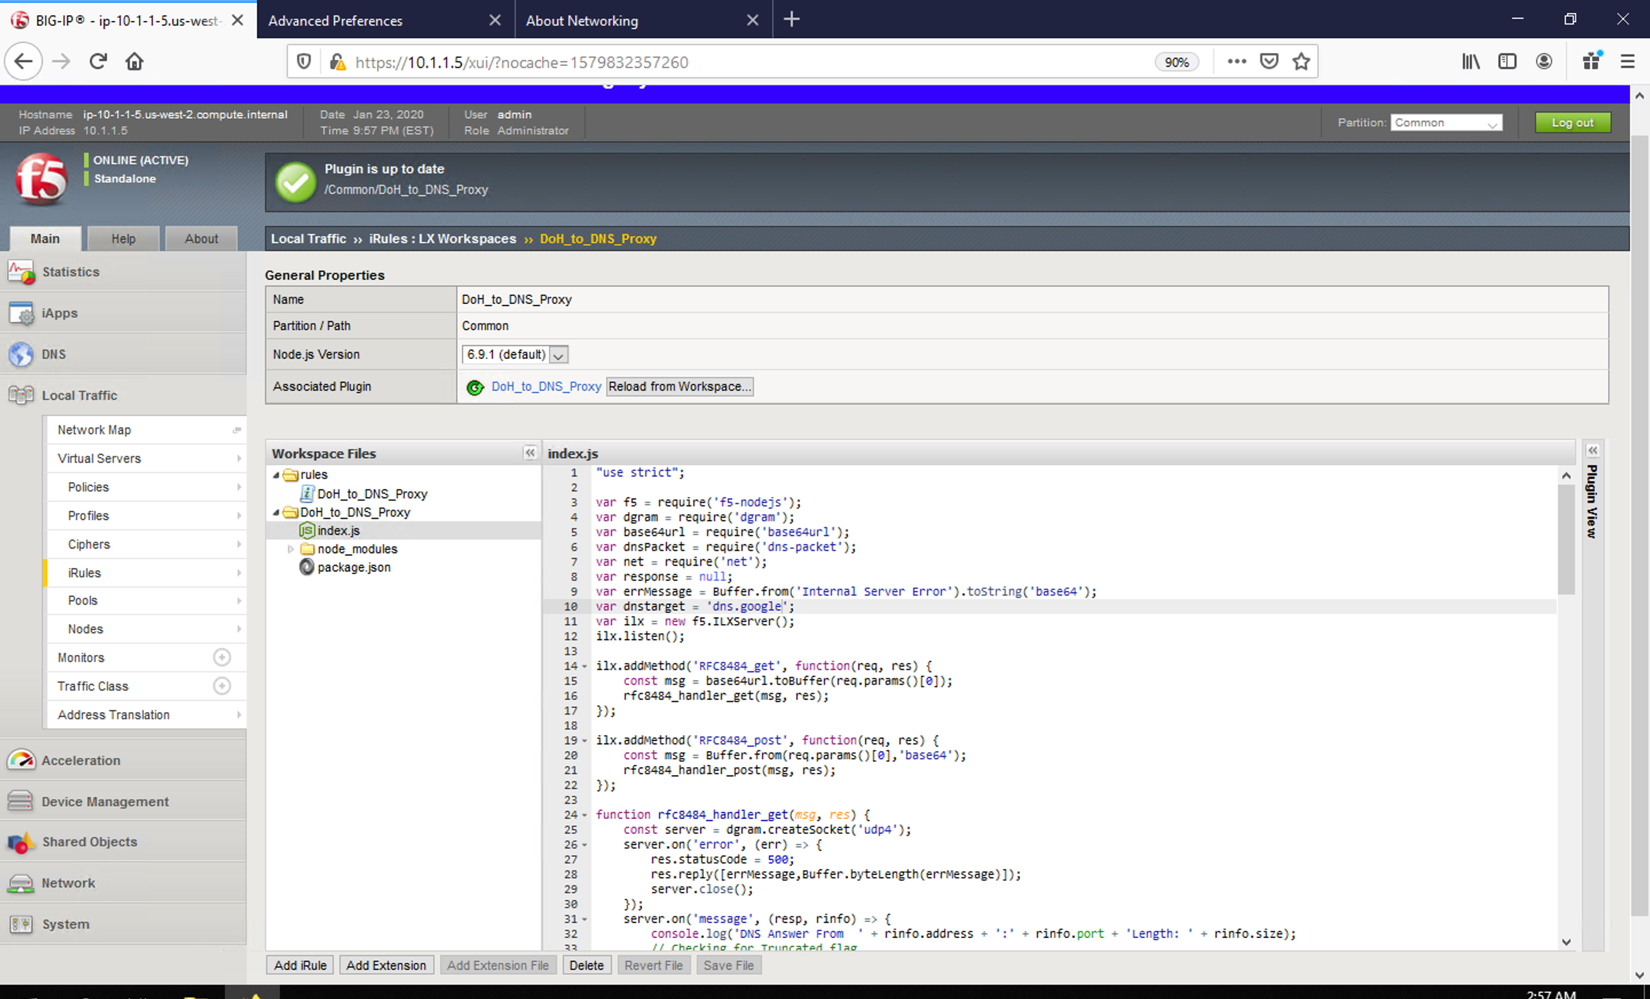 BIG-IP® - ip-10-1-1-5.us-west-
Advanced Preferences
About Networking
https://10.1.1.5/xui/?nocache=1579832357260
90%
Hostname ip-10-1-1-5.us-west-2.compute.internal
IP Address 10.1.1.5
Date Jan 23, 2020
Time 9:57 PM (EST)
User admin
Role Administrator
Partition: Common
Log out
f5
ONLINE (ACTIVE)
Standalone
Plugin is up to date
/Common/DoH_to_DNS_Proxy
Main
Help
About
Local Traffic ›› iRules : LX Workspaces ›› DoH_to_DNS_Proxy
Statistics
iApps
DNS
Local Traffic
Network Map
Virtual Servers
Policies
Profiles
Ciphers
iRules
Pools
Nodes
Monitors
Traffic Class
Address Translation
Acceleration
Device Management
Shared Objects
Network
System
General Properties
Name DoH_to_DNS_Proxy
Partition / Path Common
Node.js Version 6.9.1 (default)
Associated Plugin DoH_to_DNS_Proxy Reload from Workspace...
Workspace Files
rules
DoH_to_DNS_Proxy
DoH_to_DNS_Proxy
index.js
node_modules
package.json
index.js
1 "use strict";
2
3 var f5 = require('f5-nodejs');
4 var dgram = require('dgram');
5 var base64url = require('base64url');
6 var dnsPacket = require('dns-packet');
7 var net = require('net');
8 var response = null;
9 var errMessage = Buffer.from('Internal Server Error').toString('base64');
10 var dnstarget = 'dns.google';
11 var ilx = new f5.ILXServer();
12 ilx.listen();
13
14 ilx.addMethod('RFC8484_get', function(req, res) {
15 const msg = base64url.toBuffer(req.params()[0]);
16 rfc8484_handler_get(msg, res);
17 });
18
19 ilx.addMethod('RFC8484_post', function(req, res) {
20 const msg = Buffer.from(req.params()[0],'base64');
21 rfc8484_handler_post(msg, res);
22 });
23
24 function rfc8484_handler_get(msg, res) {
25 const server = dgram.createSocket('udp4');
26 server.on('error', (err) => {
27 res.statusCode = 500;
28 res.reply([errMessage,Buffer.byteLength(errMessage)]);
29 server.close();
30 });
31 server.on('message', (resp, rinfo) => {
32 console.log('DNS Answer From  ' + rinfo.address + ':' + rinfo.port + 'Length: ' + rinfo.size);
33 // Checking for Truncated flag
Plugin View
Add iRule
Add Extension
Add Extension File
Delete
Revert File
Save File
2:57 AM